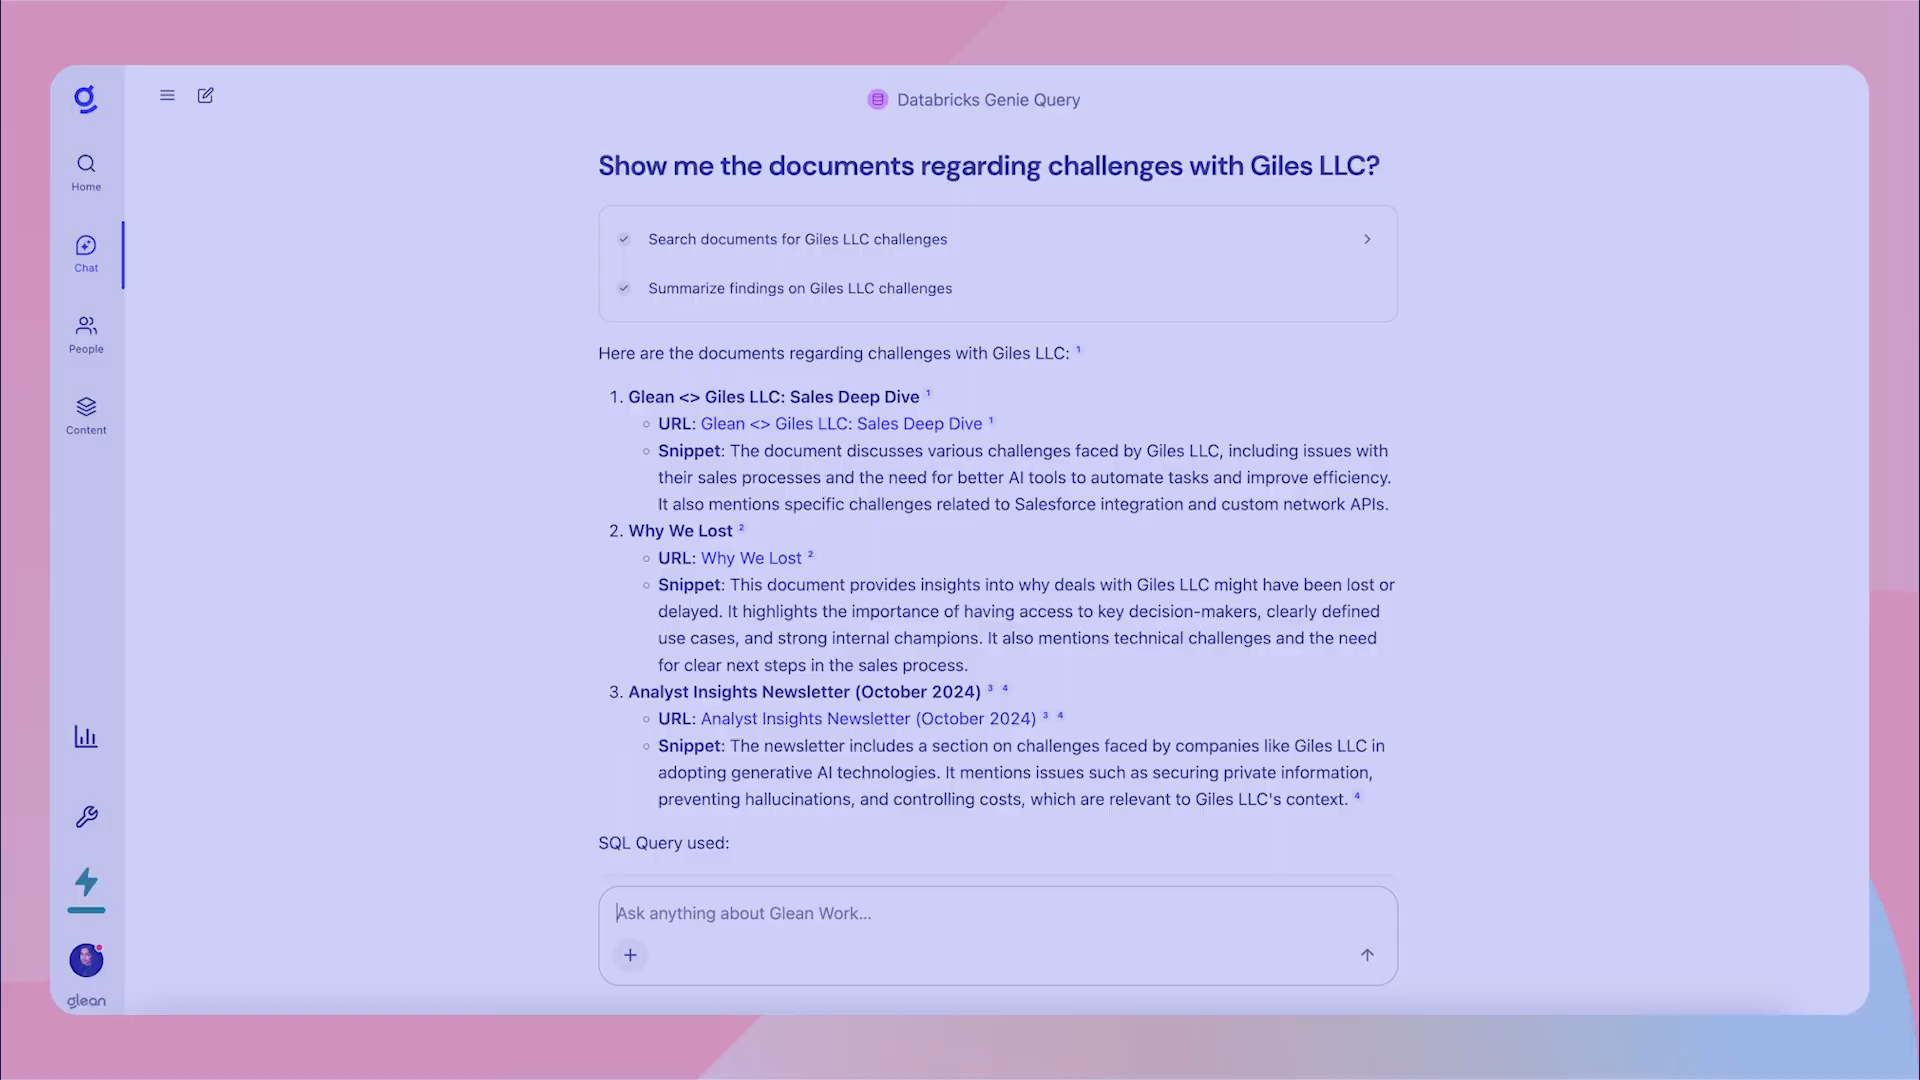 Databricks Genie Query
Home
Chat
People
Content
glean
Show me the documents regarding challenges with Giles LLC?
Search documents for Giles LLC challenges
Summarize findings on Giles LLC challenges
Here are the documents regarding challenges with Giles LLC: 1
1. Glean <> Giles LLC: Sales Deep Dive 1
URL: Glean <> Giles LLC: Sales Deep Dive 1
Snippet: The document discusses various challenges faced by Giles LLC, including issues with
their sales processes and the need for better AI tools to automate tasks and improve efficiency.
It also mentions specific challenges related to Salesforce integration and custom network APIs.
2. Why We Lost 2
URL: Why We Lost 2
Snippet: This document provides insights into why deals with Giles LLC might have been lost or
delayed. It highlights the importance of having access to key decision-makers, clearly defined
use cases, and strong internal champions. It also mentions technical challenges and the need
for clear next steps in the sales process.
3. Analyst Insights Newsletter (October 2024) 3 4
URL: Analyst Insights Newsletter (October 2024) 3 4
Snippet: The newsletter includes a section on challenges faced by companies like Giles LLC in
adopting generative AI technologies. It mentions issues such as securing private information,
preventing hallucinations, and controlling costs, which are relevant to Giles LLC's context. 4
SQL Query used:
Ask anything about Glean Work...